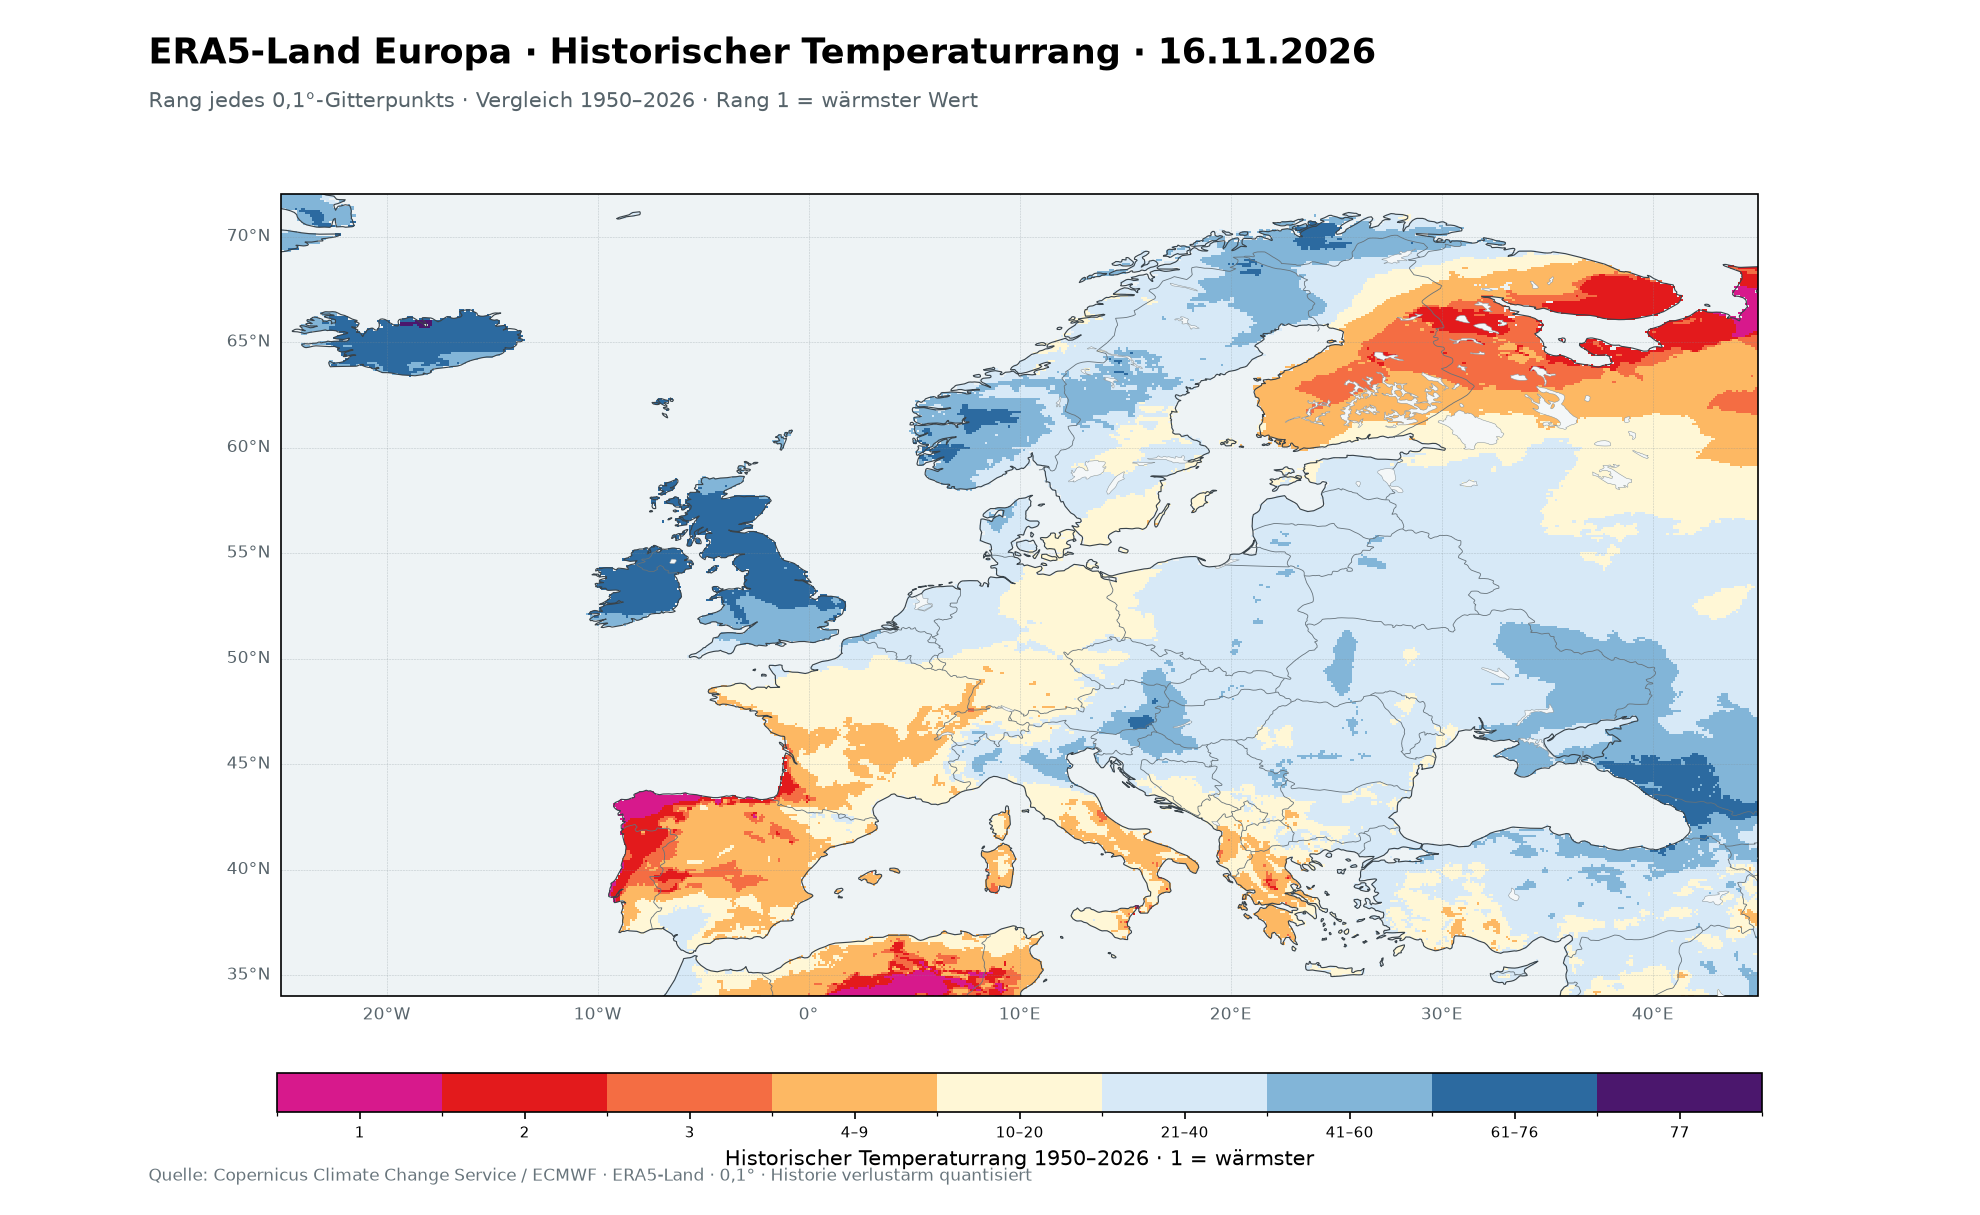 ERA5-Land Europa · Historischer Temperaturrang · 16.11.2026
Rang jedes 0,1°-Gitterpunkts · Vergleich 1950–2026 · Rang 1 = wärmster Wert
70°N
65°N
60°N
55°N
50°N
45°N
40°N
35°N
20°W 10°W 0° 10°E 20°E 30°E 40°E
1 2 3 4–9 10–20 21–40 41–60 61–76 77
Historischer Temperaturrang 1950–2026 · 1 = wärmster
Quelle: Copernicus Climate Change Service / ECMWF · ERA5-Land · 0,1° · Historie verlustarm quantisiert